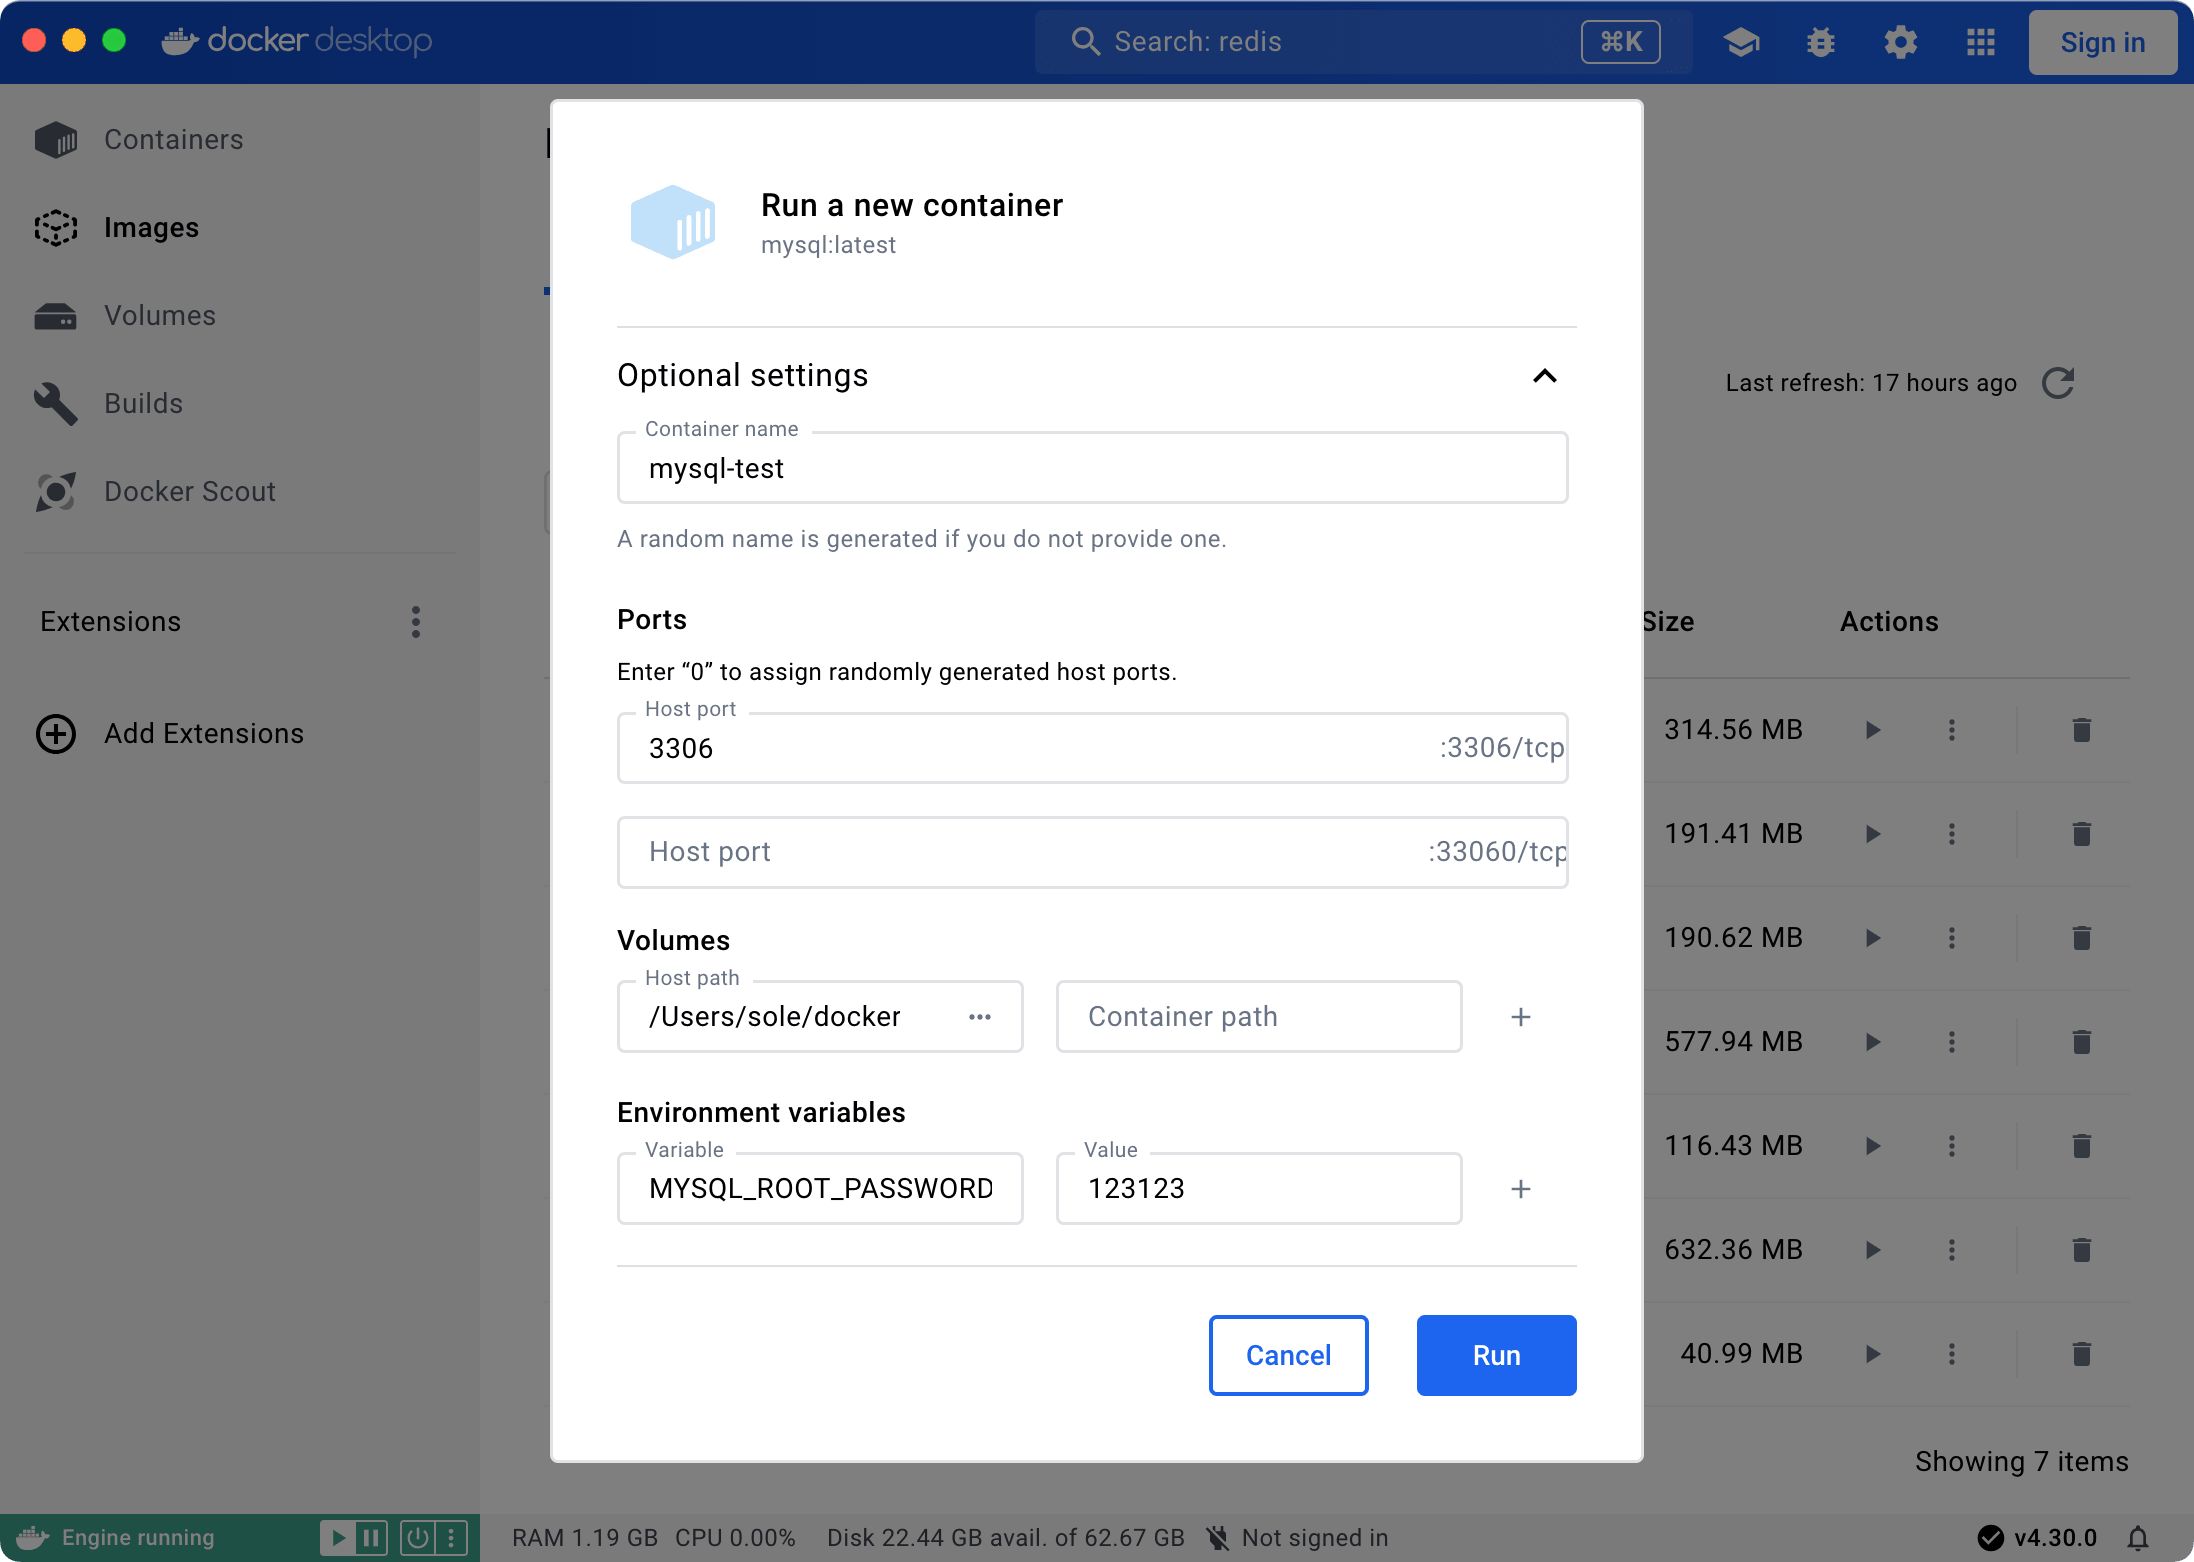 docker desktop
Search: redis
⌘K
Sign in
Containers
Images
Volumes
Builds
Docker Scout
Extensions
Add Extensions
Run a new container
mysql:latest
Optional settings
Container name
mysql-test
A random name is generated if you do not provide one.
Ports
Enter “0” to assign randomly generated host ports.
Host port
3306 :3306/tcp
Host port :33060/tcp
Volumes
Host path
/Users/sole/docker ••• Container path +
Environment variables
Variable Value
MYSQL_ROOT_PASSWORD 123123 +
Cancel Run
Last refresh: 17 hours ago
Size Actions
314.56 MB
191.41 MB
190.62 MB
577.94 MB
116.43 MB
632.36 MB
40.99 MB
Showing 7 items
Engine running
RAM 1.19 GB CPU 0.00% Disk 22.44 GB avail. of 62.67 GB Not signed in
v4.30.0